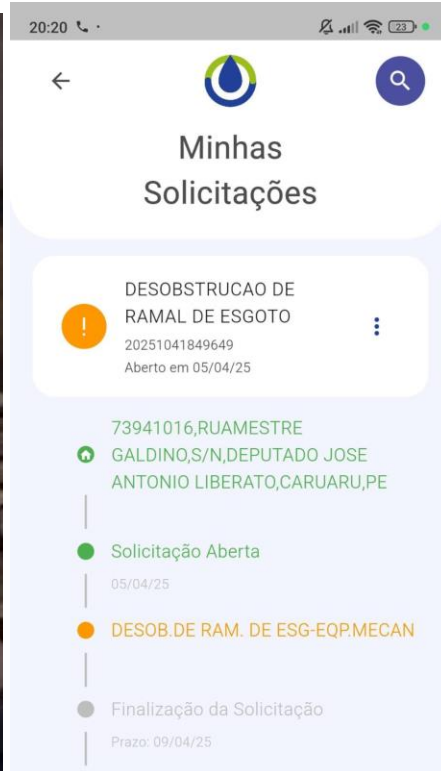 20:20
23
Minhas
Solicitações
DESOBSTRUCAO DE
RAMAL DE ESGOTO
20251041849649
Aberto em 05/04/25
73941016,RUAMESTRE
GALDINO,S/N,DEPUTADO JOSE
ANTONIO LIBERATO,CARUARU,PE
Solicitação Aberta
05/04/25
DESOB.DE RAM. DE ESG-EQP.MECAN
Finalização da Solicitação
Prazo: 09/04/25